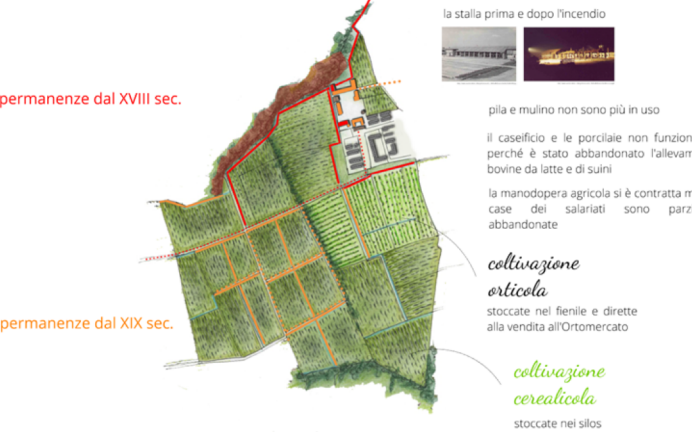 la stalla prima e dopo l'incendio
permanenze dal XVIII sec.
pila e mulino non sono più in uso
il caseificio e le porcilaie non funzion
perché è stato abbandonato l'allevam
bovine da latte e di suini
la manodopera agricola si è contratta m
case dei salariati sono parz
abbandonate
coltivazione
orticola
stoccate nel fienile e dirette
alla vendita all'Ortomercato
permanenze dal XIX sec.
coltivazione
cerealicola
stoccate nei silos